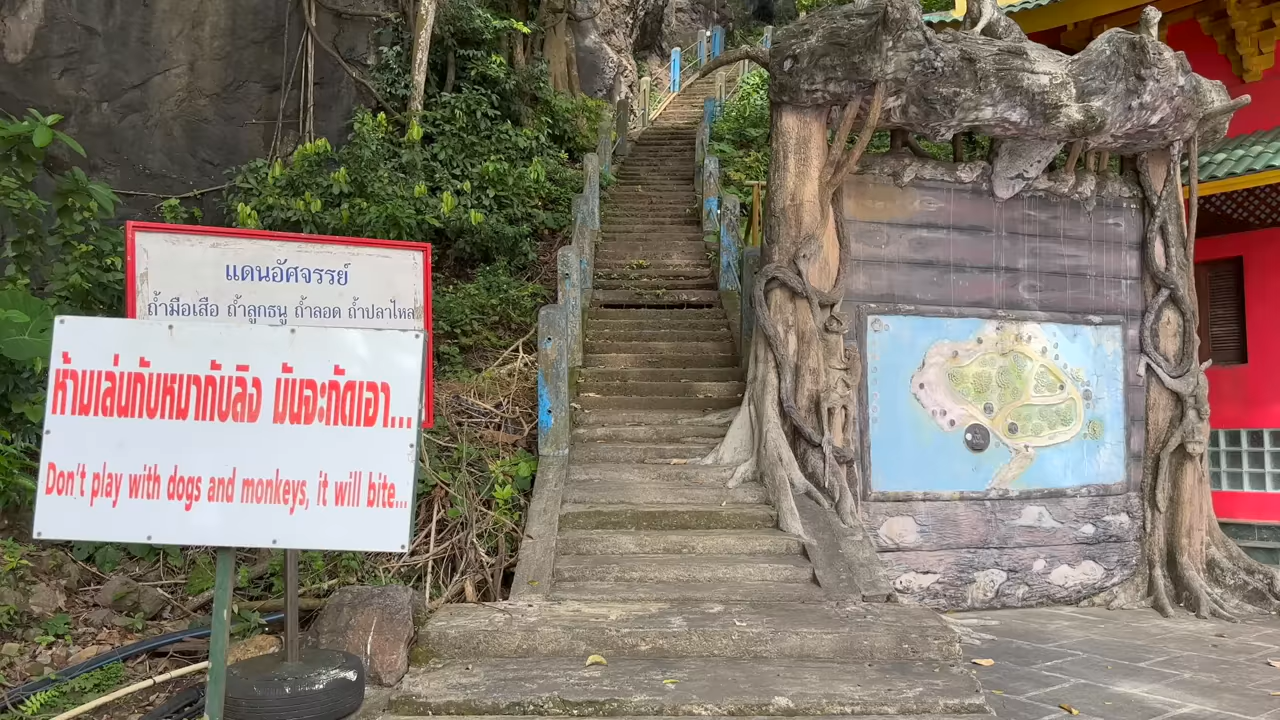 แดนอัศจรรย์
ถ้ำมือเสือ ถ้ำลูกธนู ถ้ำลอด ถ้ำปลาไหล
ห้ามเล่นกับหมากับลิง มันจะกัดเอา...
Don't play with dogs and monkeys, it will bite...